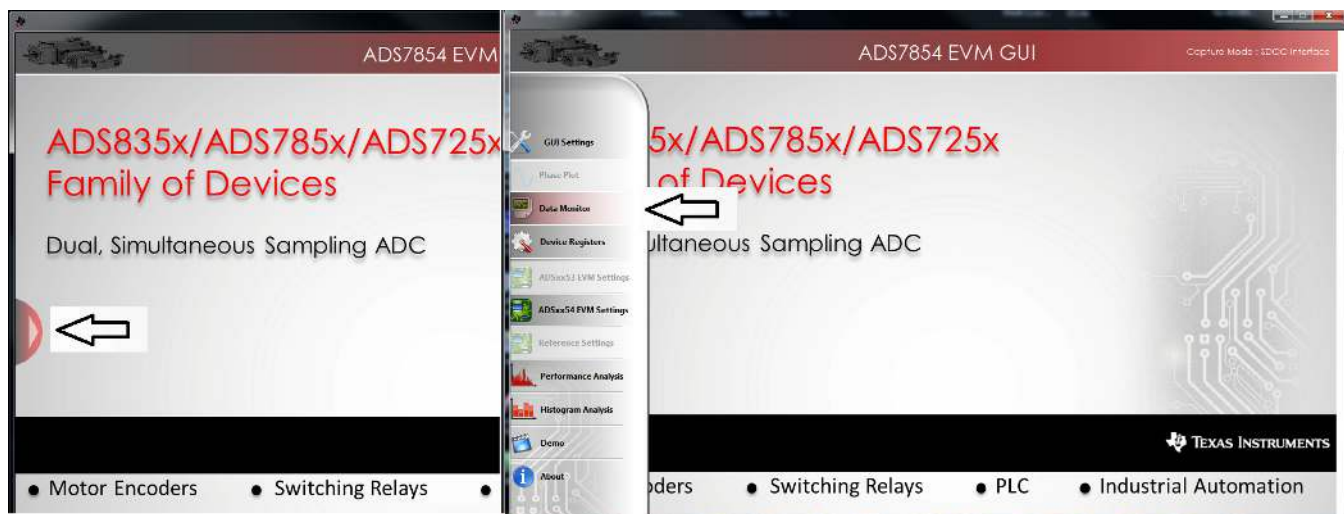 ADS7854 EVM
ADS835x/ADS785x/ADS725x
Family of Devices
Dual, Simultaneous Sampling ADC
● Motor Encoders ● Switching Relays ●
ADS7854 EVM GUI
Capture Mode : SDCC Interface
GUI Settings
Phase Plot
Data Monitor
Device Registers
ADSxx53 EVM Settings
ADSxx54 EVM Settings
Reference Settings
Performance Analysis
Histogram Analysis
Demo
About
5x/ADS785x/ADS725x
of Devices
ultaneous Sampling ADC
TEXAS INSTRUMENTS
oders ● Switching Relays ● PLC ● Industrial Automation